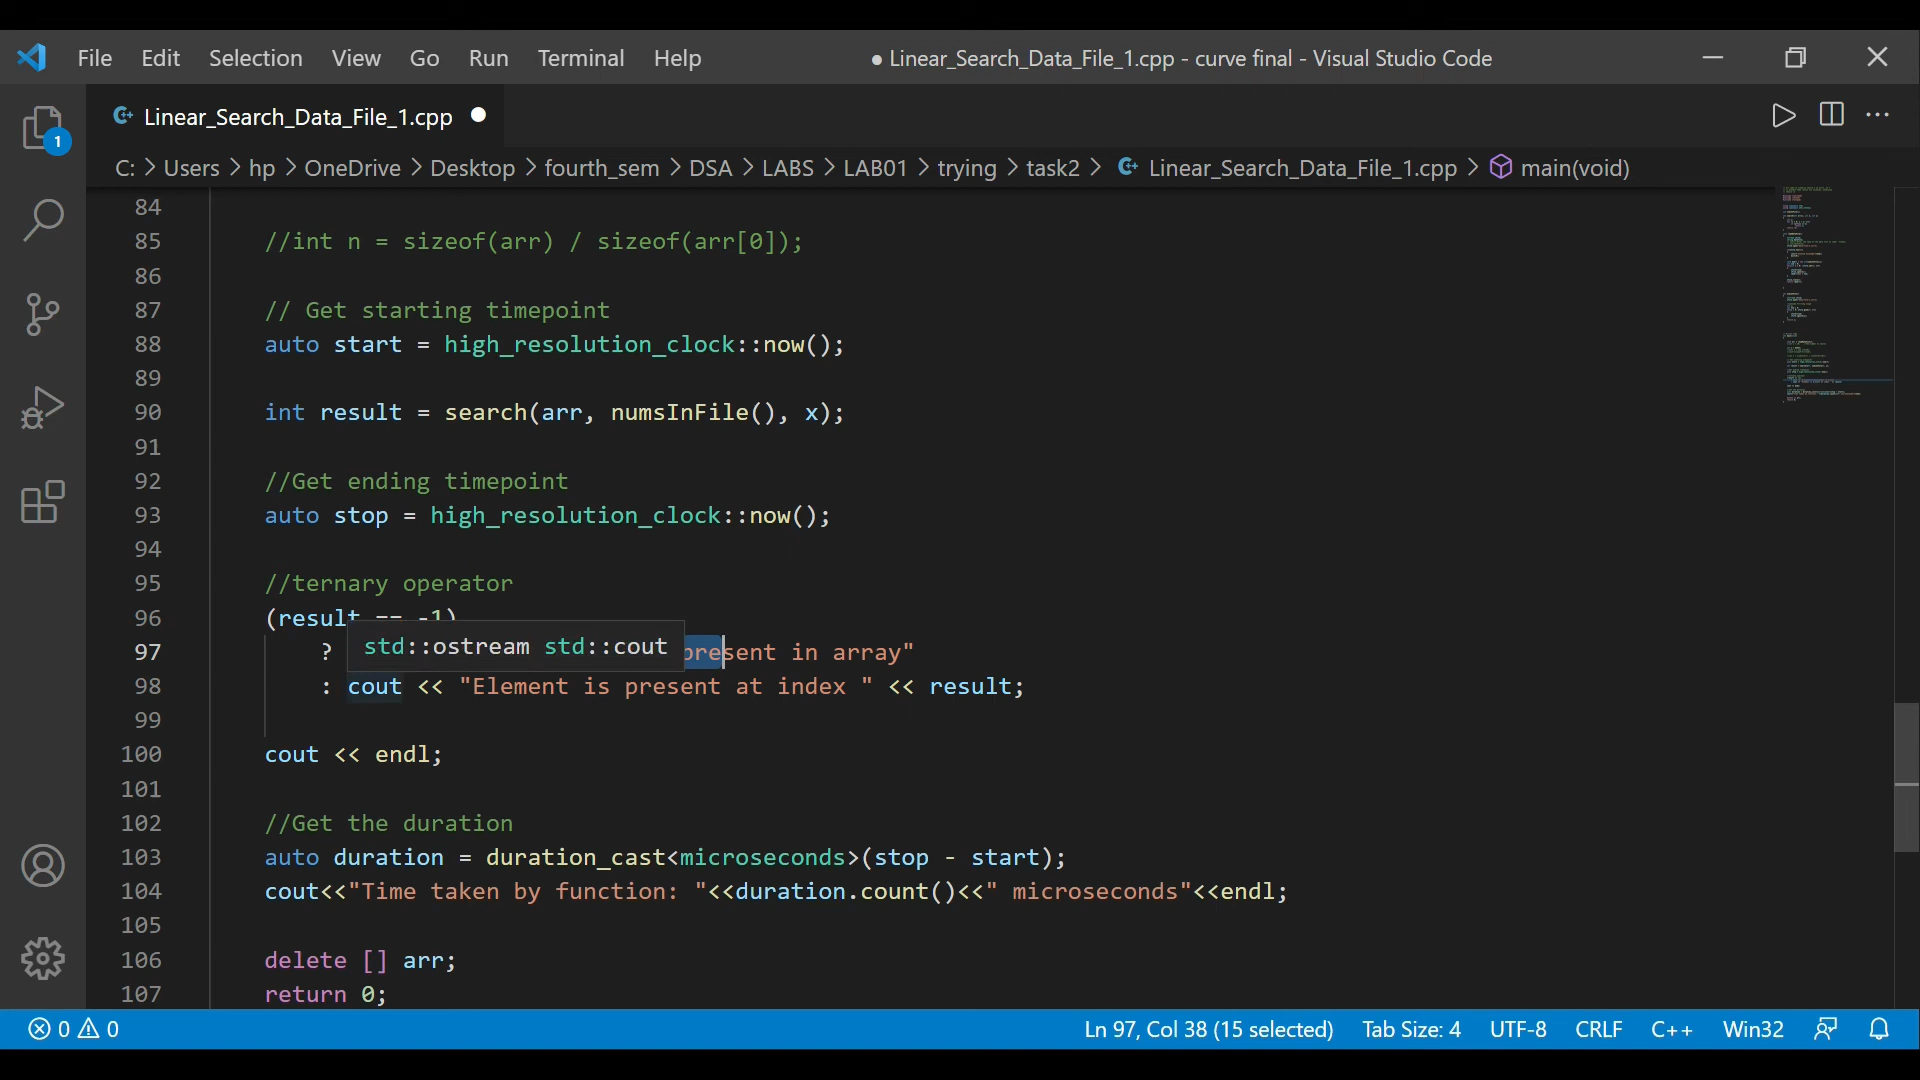 File Edit Selection View Go Run Terminal Help
● Linear_Search_Data_File_1.cpp - curve final - Visual Studio Code
Linear_Search_Data_File_1.cpp
C: > Users > hp > OneDrive > Desktop > fourth_sem > DSA > LABS > LAB01 > trying > task2 > Linear_Search_Data_File_1.cpp > main(void)
1
84
85 //int n = sizeof(arr) / sizeof(arr[0]);
86
87 // Get starting timepoint
88 auto start = high_resolution_clock::now();
89
90 int result = search(arr, numsInFile(), x);
91
92 //Get ending timepoint
93 auto stop = high_resolution_clock::now();
94
95 //ternary operator
96 (result == -1)
97 ? present in array"
std::ostream std::cout
98 : cout << "Element is present at index " << result;
99
100 cout << endl;
101
102 //Get the duration
103 auto duration = duration_cast<microseconds>(stop - start);
104 cout<<"Time taken by function: "<<duration.count()<<" microseconds"<<endl;
105
106 delete [] arr;
107 return 0;
0 0 Ln 97, Col 38 (15 selected) Tab Size: 4 UTF-8 CRLF C++ Win32